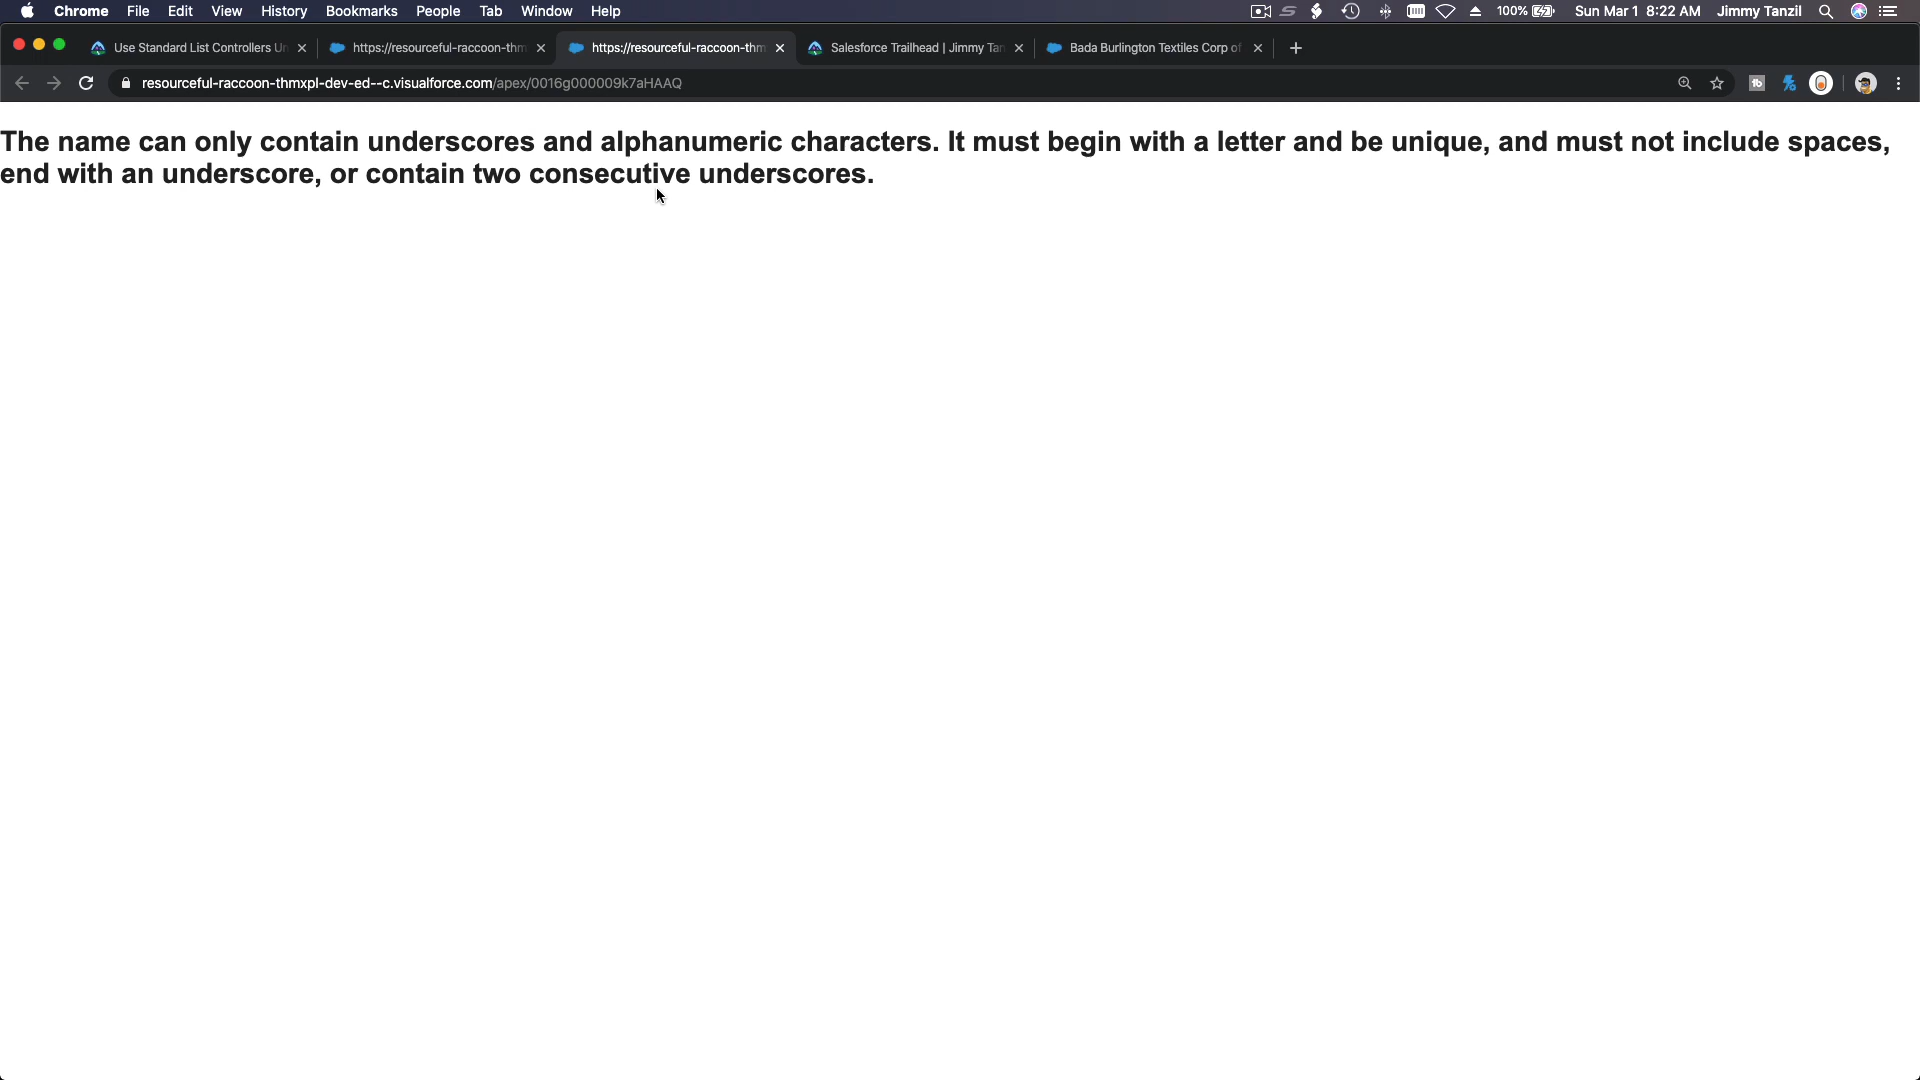 Chrome File Edit View History Bookmarks People Tab Window Help 100% Sun Mar 1 8:22 AM Jimmy Tanzil
Use Standard List Controllers Un https://resourceful-raccoon-thm https://resourceful-raccoon-thm Salesforce Trailhead | Jimmy Tan Bada Burlington Textiles Corp of
resourceful-raccoon-thmxpl-dev-ed--c.visualforce.com/apex/0016g000009k7aHAAQ
The name can only contain underscores and alphanumeric characters. It must begin with a letter and be unique, and must not include spaces,
end with an underscore, or contain two consecutive underscores.